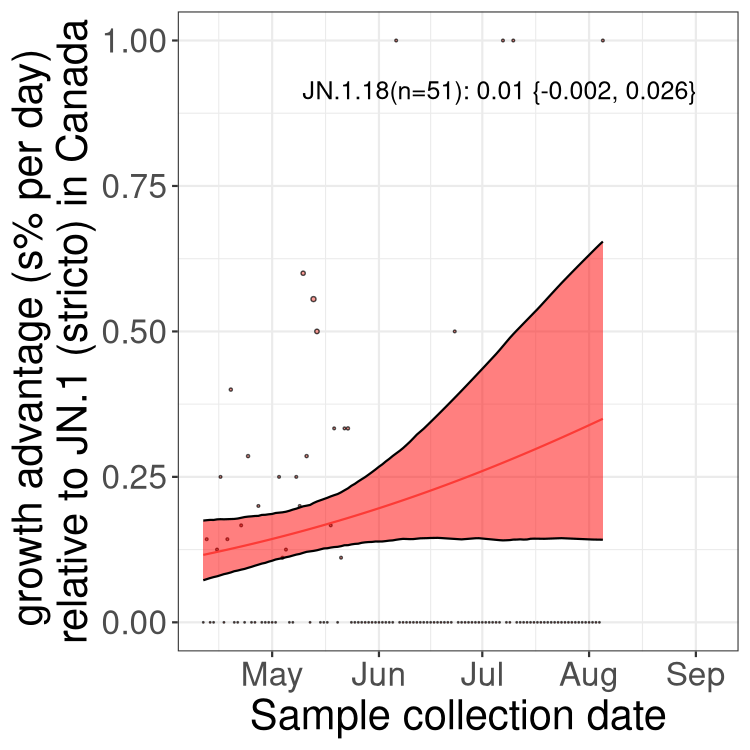 growth advantage (s% per day)
relative to JN.1 (stricto) in Canada
1.00
0.75
0.50
0.25
0.00
JN.1.18(n=51): 0.01 {-0.002, 0.026}
May Jun Jul Aug Sep
Sample collection date